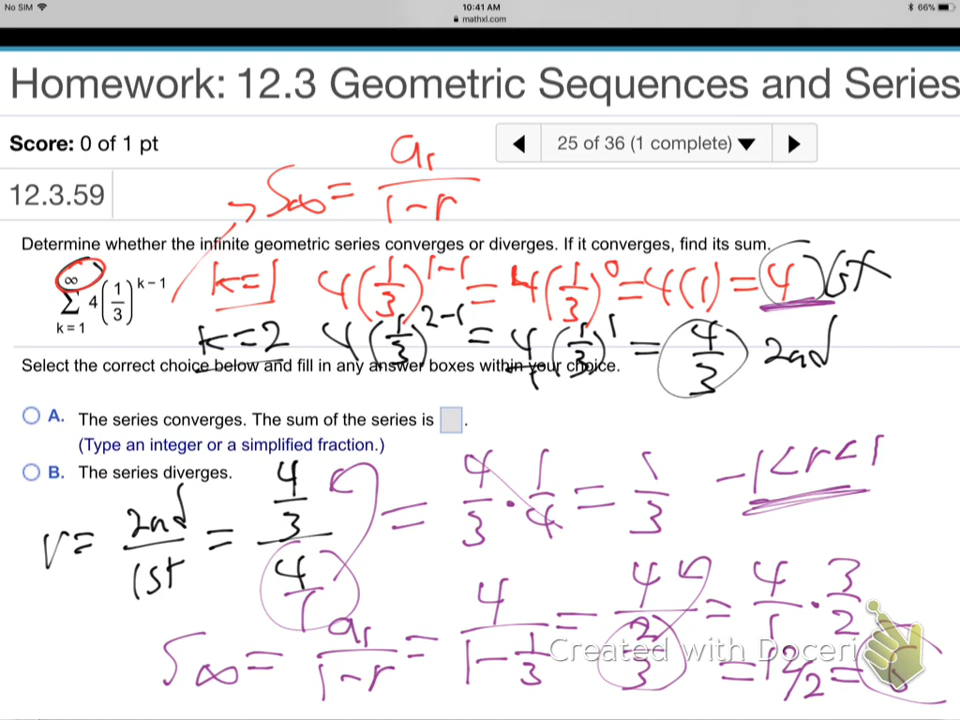 No SIM 10:41 AM 66%
mathxl.com
Homework: 12.3 Geometric Sequences and Series
Score: 0 of 1 pt 25 of 36 (1 complete)
12.3.59
S∞ = a₁/(1-r)
Determine whether the infinite geometric series converges or diverges. If it converges, find its sum.
∞ Σ k = 1 4(1/3)^(k-1)
k=1 4(1/3)^(1-1) = 4(1/3)^0 = 4(1) = 4 1st
k=2 4(1/3)^(2-1) = 4/1(1/3)^1 = 4/3 2nd
Select the correct choice below and fill in any answer boxes within your choice.
A. The series converges. The sum of the series is .
(Type an integer or a simplified fraction.)
B. The series diverges.
r = 2nd/1st = (4/3)/(4/1) = 4/3 · 1/4 = 1/3 -1<r<1
S∞ = a₁/(1-r) = 4/(1-1/3) = 4/(2/3) = 4/1 · 3/2
= 12/2 = 6
Created with Doceri